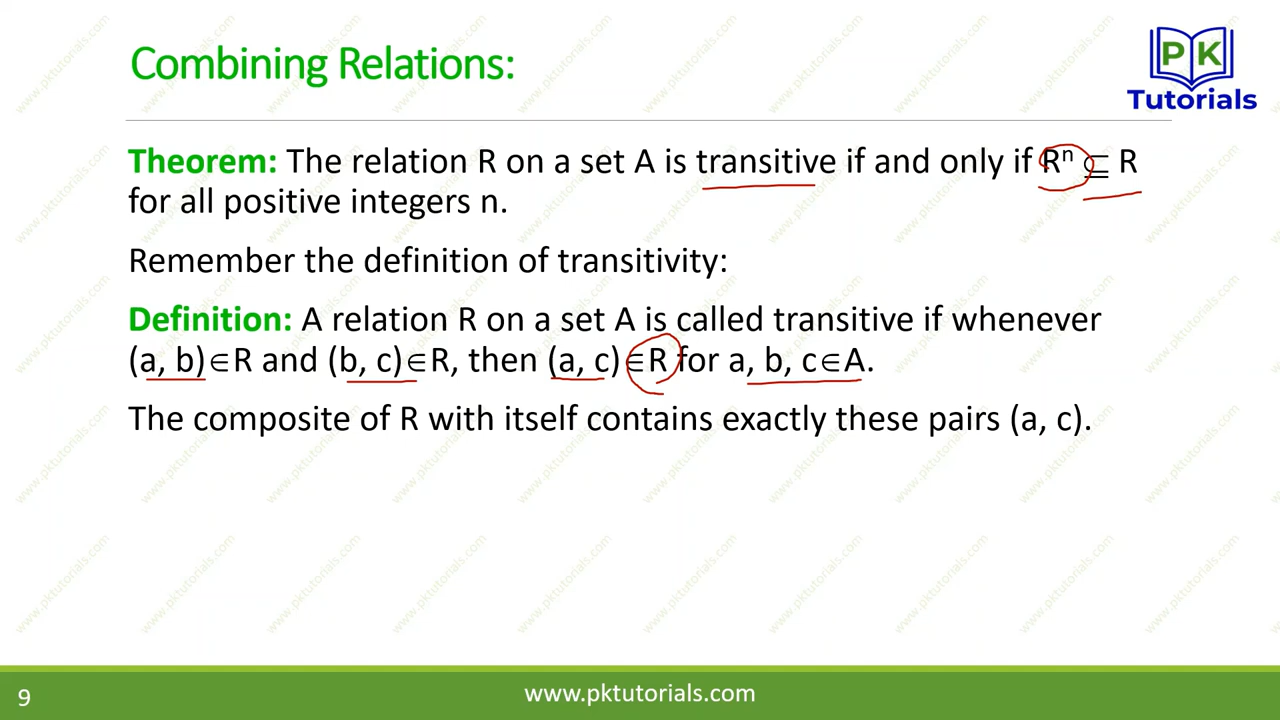 Combining Relations:
PK
Tutorials
Theorem: The relation R on a set A is transitive if and only if Rⁿ ⊆ R
for all positive integers n.
Remember the definition of transitivity:
Definition: A relation R on a set A is called transitive if whenever
(a, b)∈R and (b, c)∈R, then (a, c)∈R for a, b, c∈A.
The composite of R with itself contains exactly these pairs (a, c).
9
www.pktutorials.com